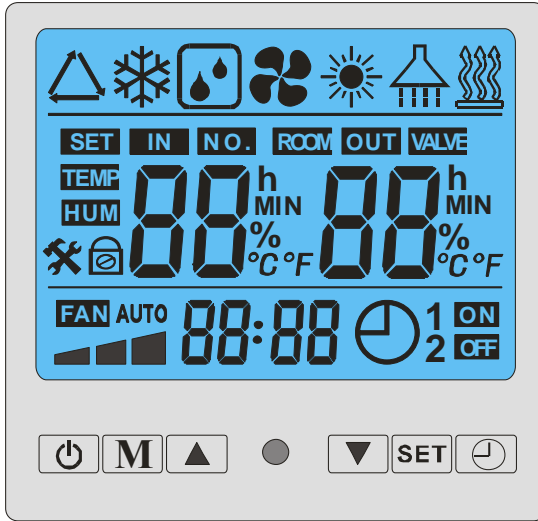 SET IN NO. ROOM OUT VALVE
TEMP 88 h 88 h
HUM MIN MIN
% %
°C °F °C °F
FAN AUTO 88:88 1 ON
2 OFF
M SET